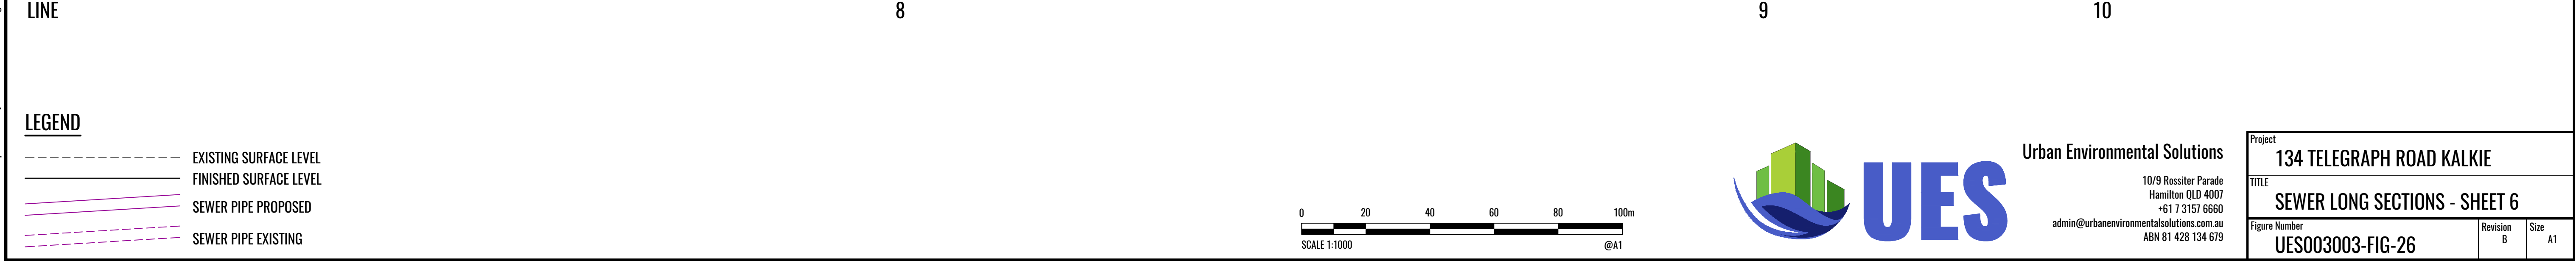 LINE 8 9 10
LEGEND
EXISTING SURFACE LEVEL
FINISHED SURFACE LEVEL
SEWER PIPE PROPOSED
SEWER PIPE EXISTING
0 20 40 60 80 100m
SCALE 1:1000 @A1
UES
Urban Environmental Solutions
10/9 Rossiter Parade
Hamilton QLD 4007
+61 7 3157 6660
admin@urbanenvironmentalsolutions.com.au
ABN 81 428 134 679
Project
134 TELEGRAPH ROAD KALKIE
TITLE
SEWER LONG SECTIONS - SHEET 6
Figure Number
UES003003-FIG-26
Revision
B
Size
A1